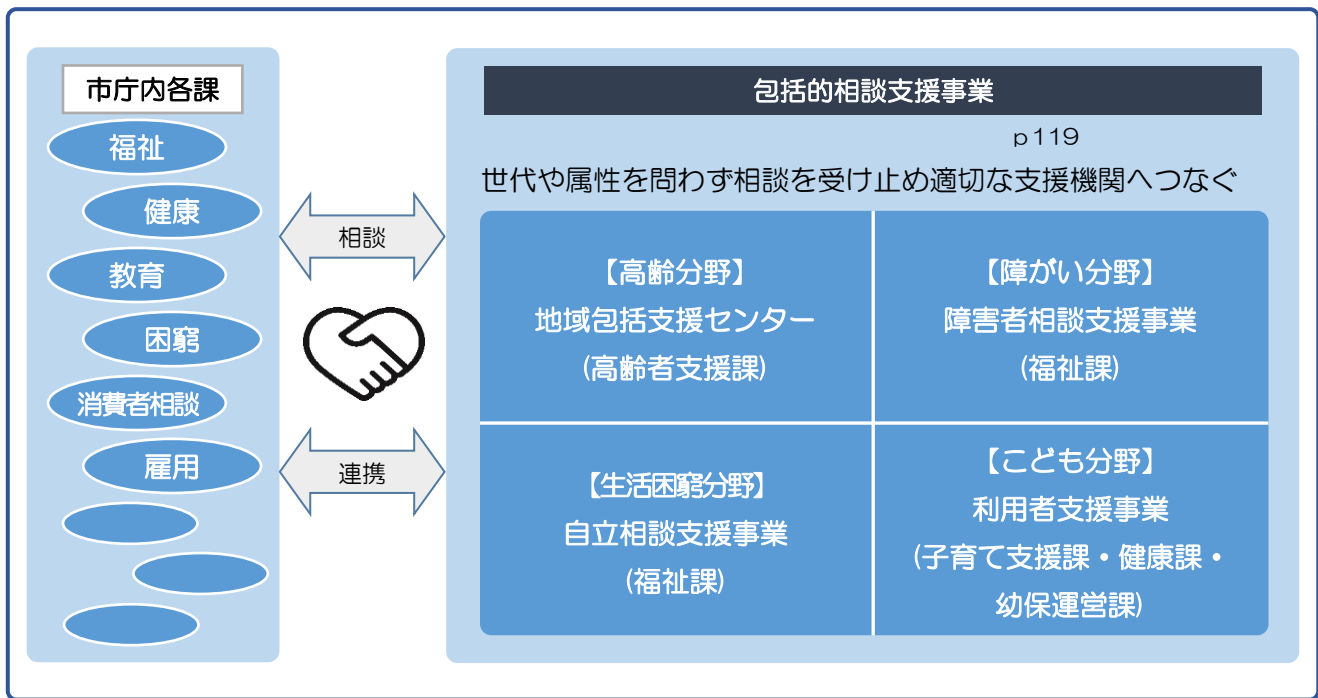 市庁内各課
福祉
健康
教育
困窮
消費者相談
雇用
相談
連携
包括的相談支援事業
p119
世代や属性を問わず相談を受け止め適切な支援機関へつなぐ
【高齢分野】
地域包括支援センター
(高齢者支援課)
【障がい分野】
障害者相談支援事業
(福祉課)
【生活困窮分野】
自立相談支援事業
(福祉課)
【こども分野】
利用者支援事業
(子育て支援課・健康課・
幼保運営課)